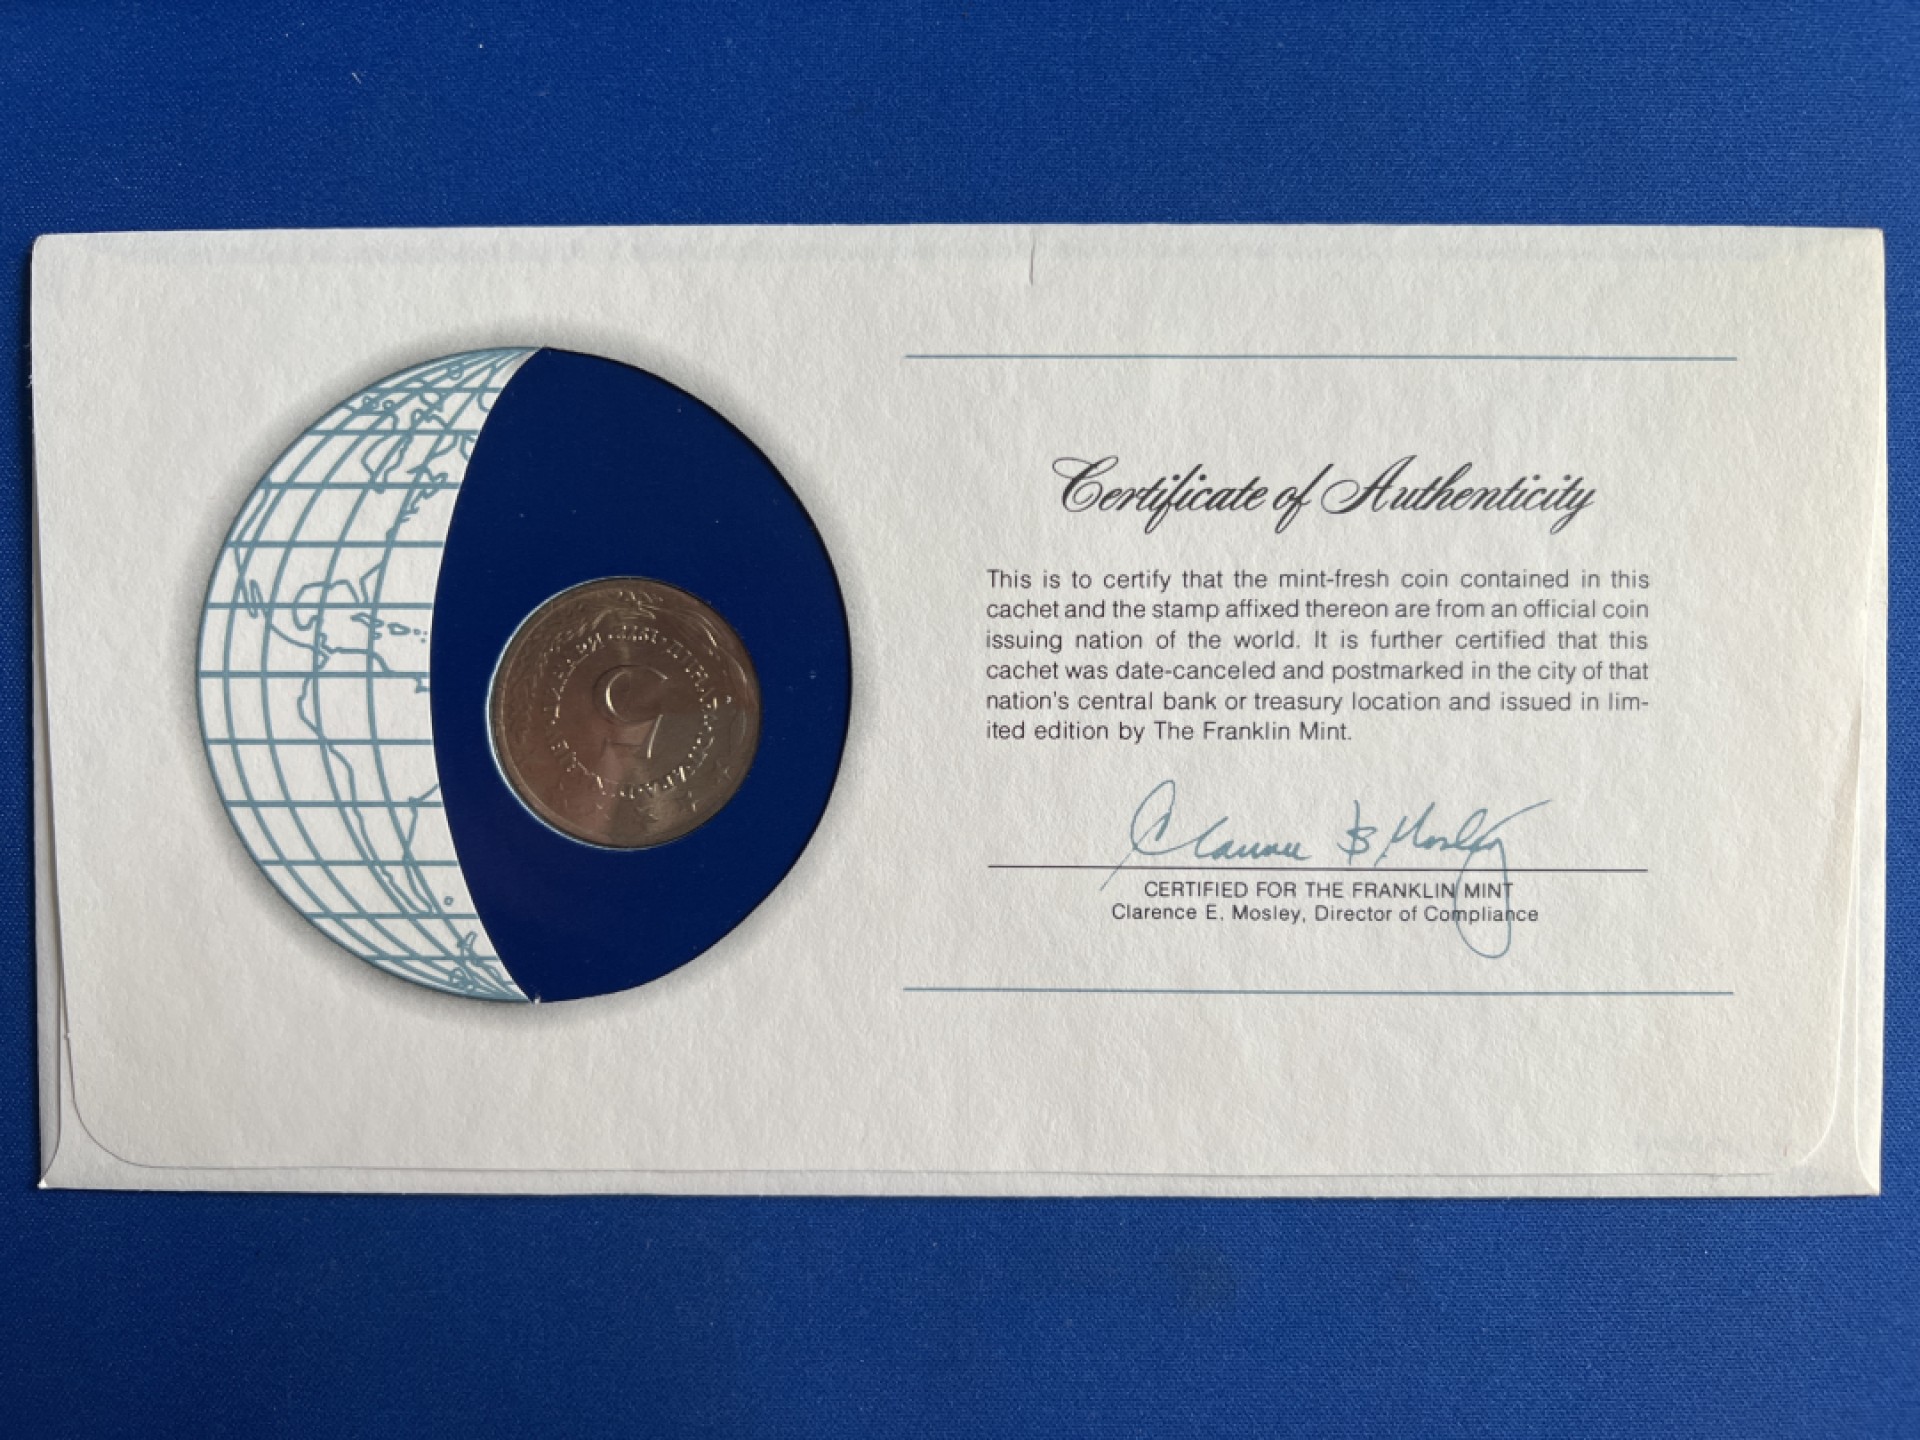 Certificate of Authenticity
This is to certify that the mint-fresh coin contained in this
cachet and the stamp affixed thereon are from an official coin
issuing nation of the world. It is further certified that this
cachet was date-canceled and postmarked in the city of that
nation's central bank or treasury location and issued in lim-
ited edition by The Franklin Mint.
CERTIFIED FOR THE FRANKLIN MINT
Clarence E. Mosley, Director of Compliance